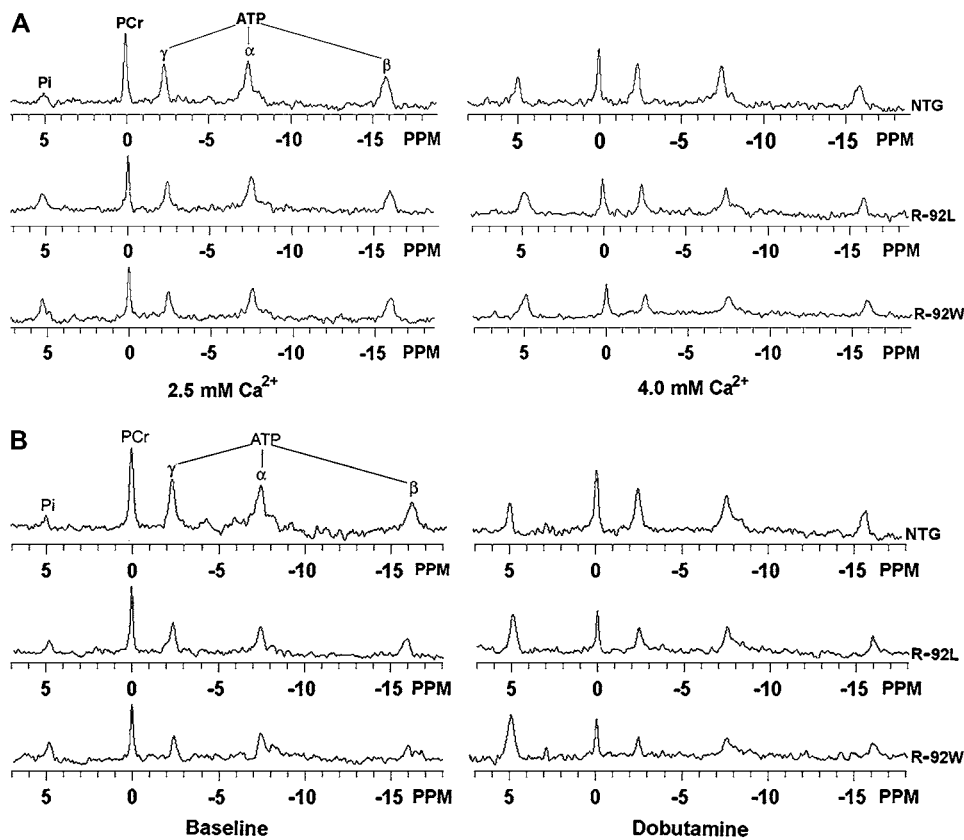 A
PCr
ATP
γ
α
β
Pi
NTG
5 0 -5 -10 -15 PPM
5 0 -5 -10 -15 PPM
R-92L
5 0 -5 -10 -15 PPM
5 0 -5 -10 -15 PPM
R-92W
5 0 -5 -10 -15 PPM
5 0 -5 -10 -15 PPM
2.5 mM Ca²⁺
4.0 mM Ca²⁺
B
PCr
ATP
γ
α
β
Pi
NTG
5 0 -5 -10 -15 PPM
5 0 -5 -10 -15 PPM
R-92L
5 0 -5 -10 -15 PPM
5 0 -5 -10 -15 PPM
R-92W
5 0 -5 -10 -15 PPM
5 0 -5 -10 -15 PPM
Baseline
Dobutamine